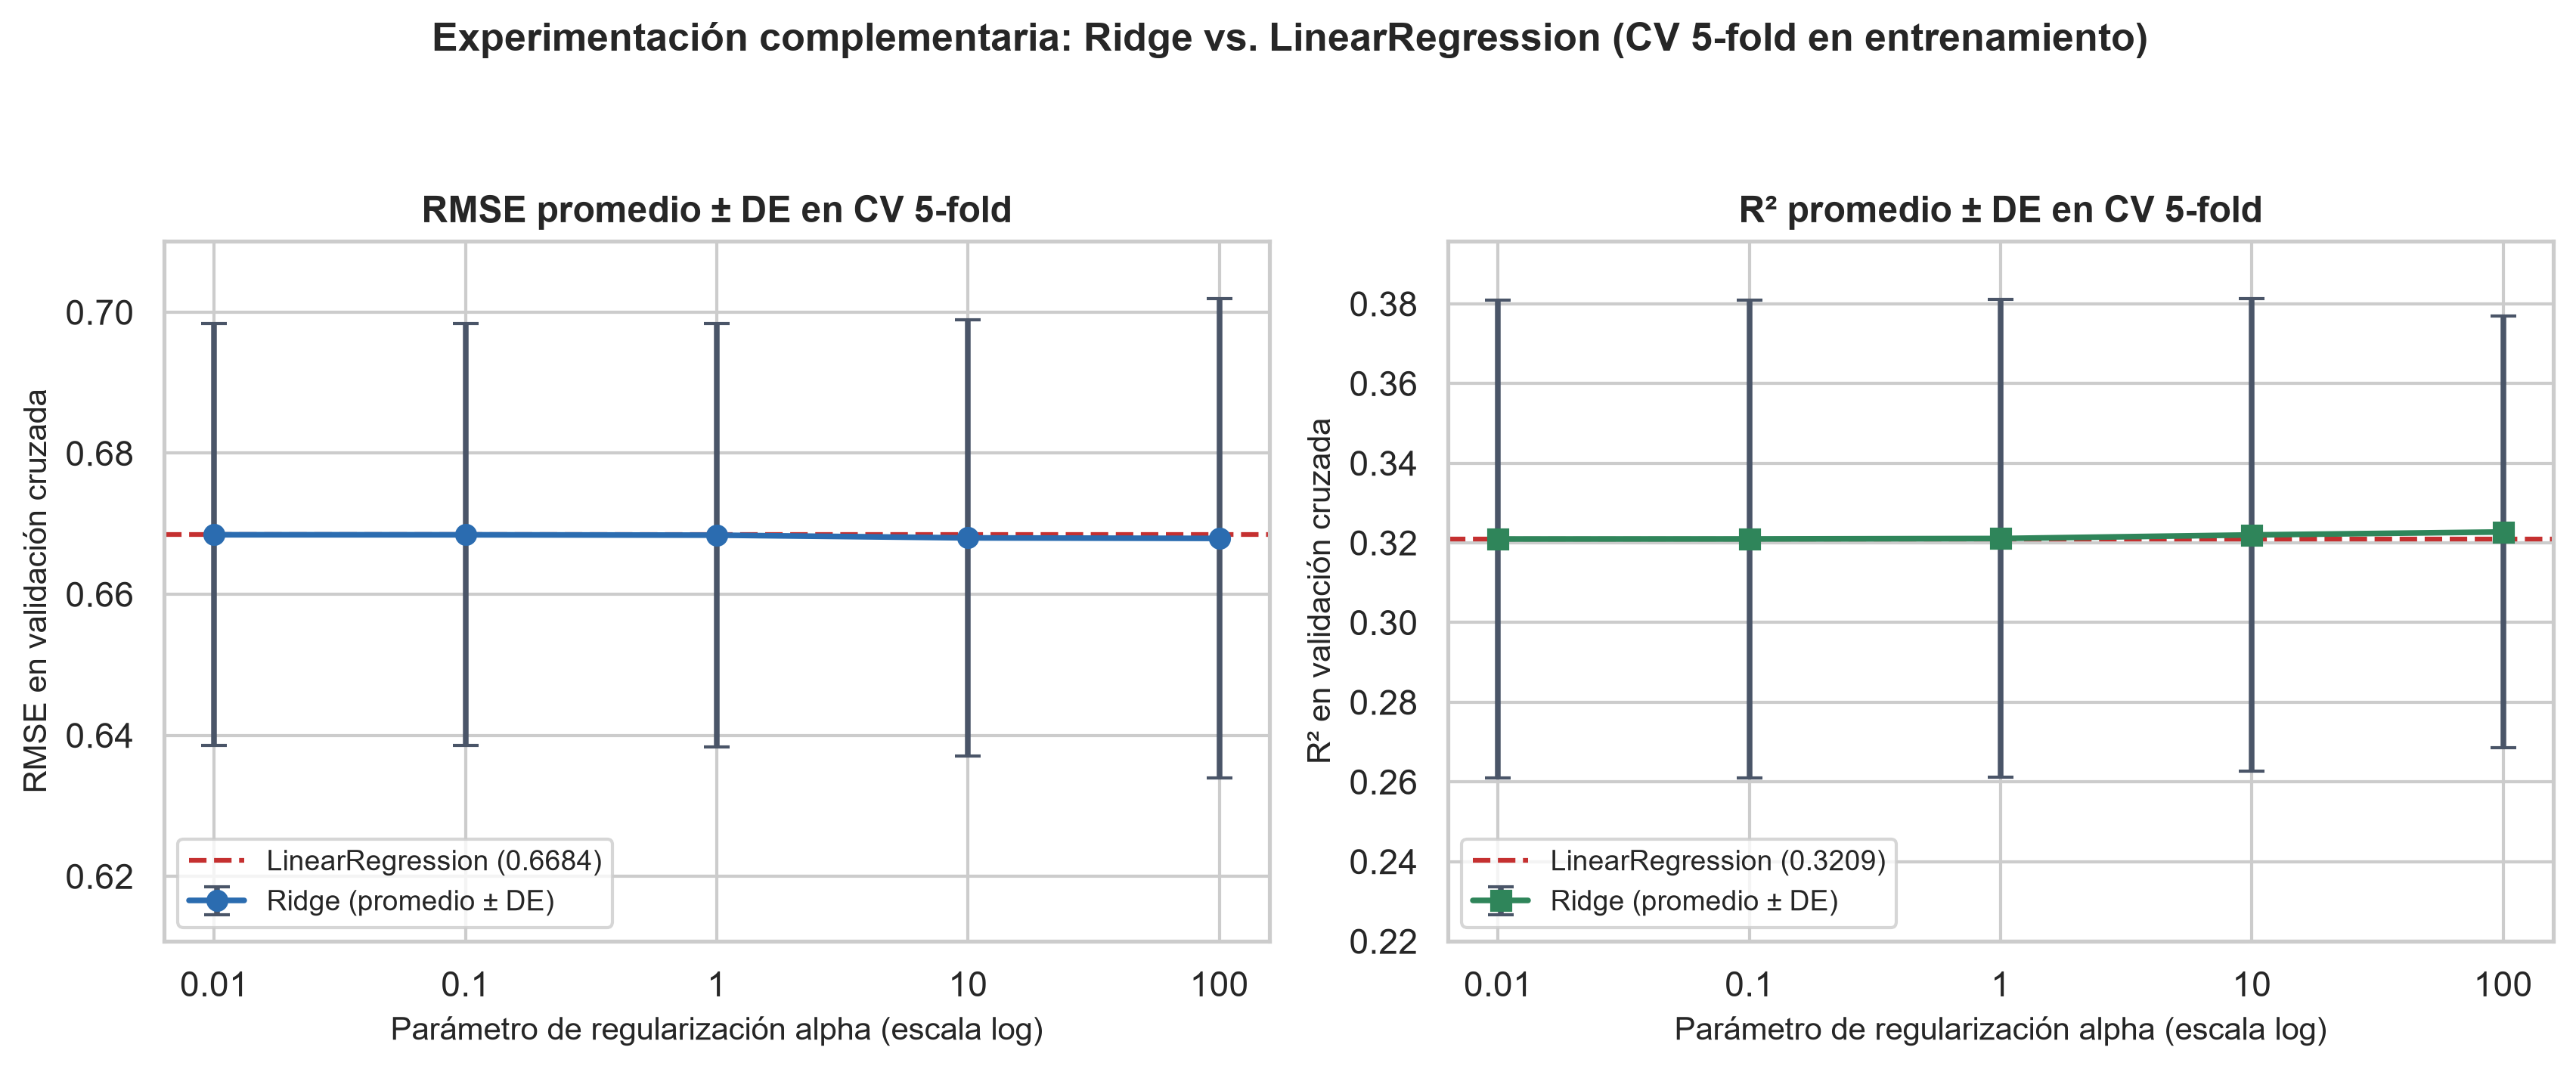 Experimentación complementaria: Ridge vs. LinearRegression (CV 5-fold en entrenamiento)
RMSE promedio ± DE en CV 5-fold
RMSE en validación cruzada
0.70
0.68
0.66
0.64
0.62
LinearRegression (0.6684)
Ridge (promedio ± DE)
0.01
0.1
1
10
100
Parámetro de regularización alpha (escala log)
R² promedio ± DE en CV 5-fold
R² en validación cruzada
0.38
0.36
0.34
0.32
0.30
0.28
0.26
0.24
0.22
LinearRegression (0.3209)
Ridge (promedio ± DE)
0.01
0.1
1
10
100
Parámetro de regularización alpha (escala log)